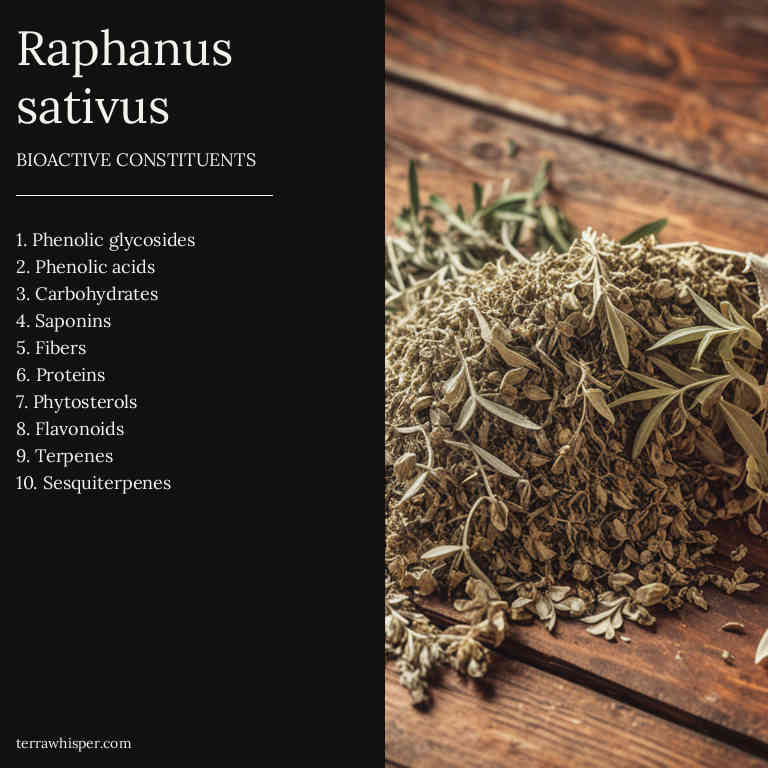 Raphanus
sativus
BIOACTIVE CONSTITUENTS
1. Phenolic glycosides
2. Phenolic acids
3. Carbohydrates
4. Saponins
5. Fibers
6. Proteins
7. Phytosterols
8. Flavonoids
9. Terpenes
10. Sesquiterpenes
terrawhisper.com